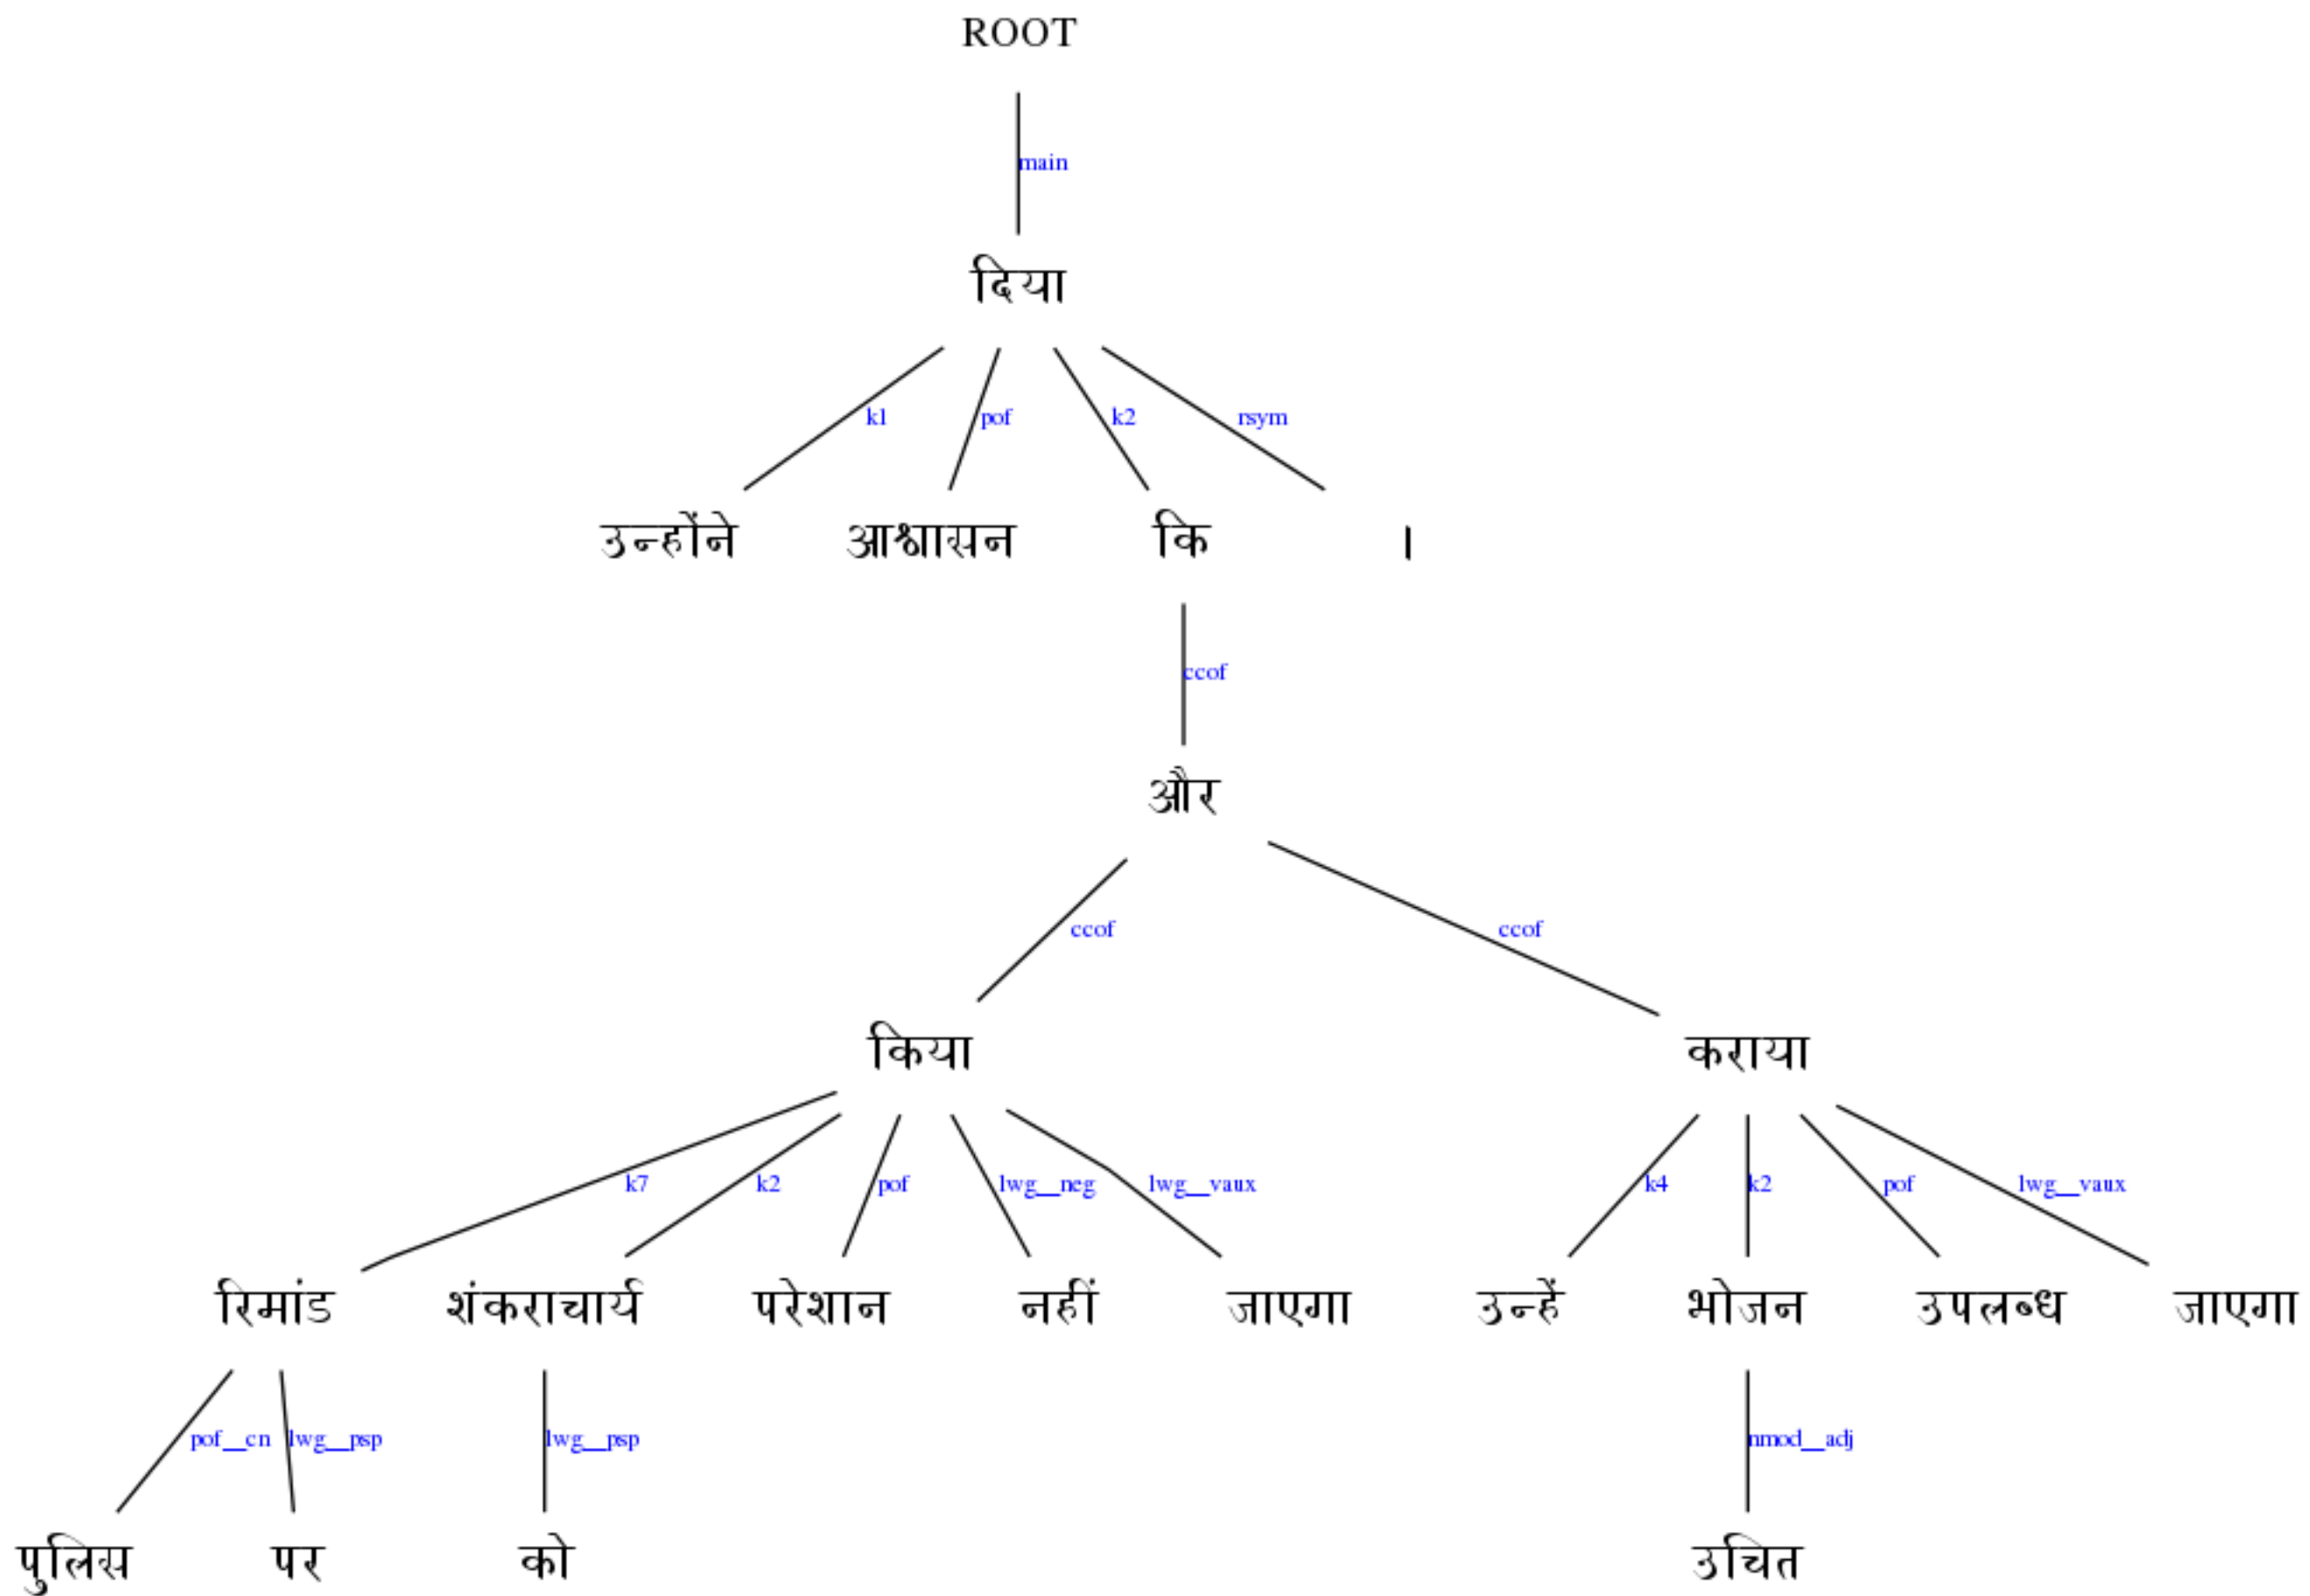 ROOT
main
दिया
k1 pof k2 rsym
उन्होंने आश्वासन कि ।
ccof
और
ccof ccof
किया कराया
k7 k2 pof lwg__neg lwg__vaux k4 k2 pof lwg__vaux
रिमांड शंकराचार्य परेशान नहीं जाएगा उन्हें भोजन उपलब्ध जाएगा
pof__cn lwg__psp lwg__psp nmod__adj
पुलिस पर को उचित